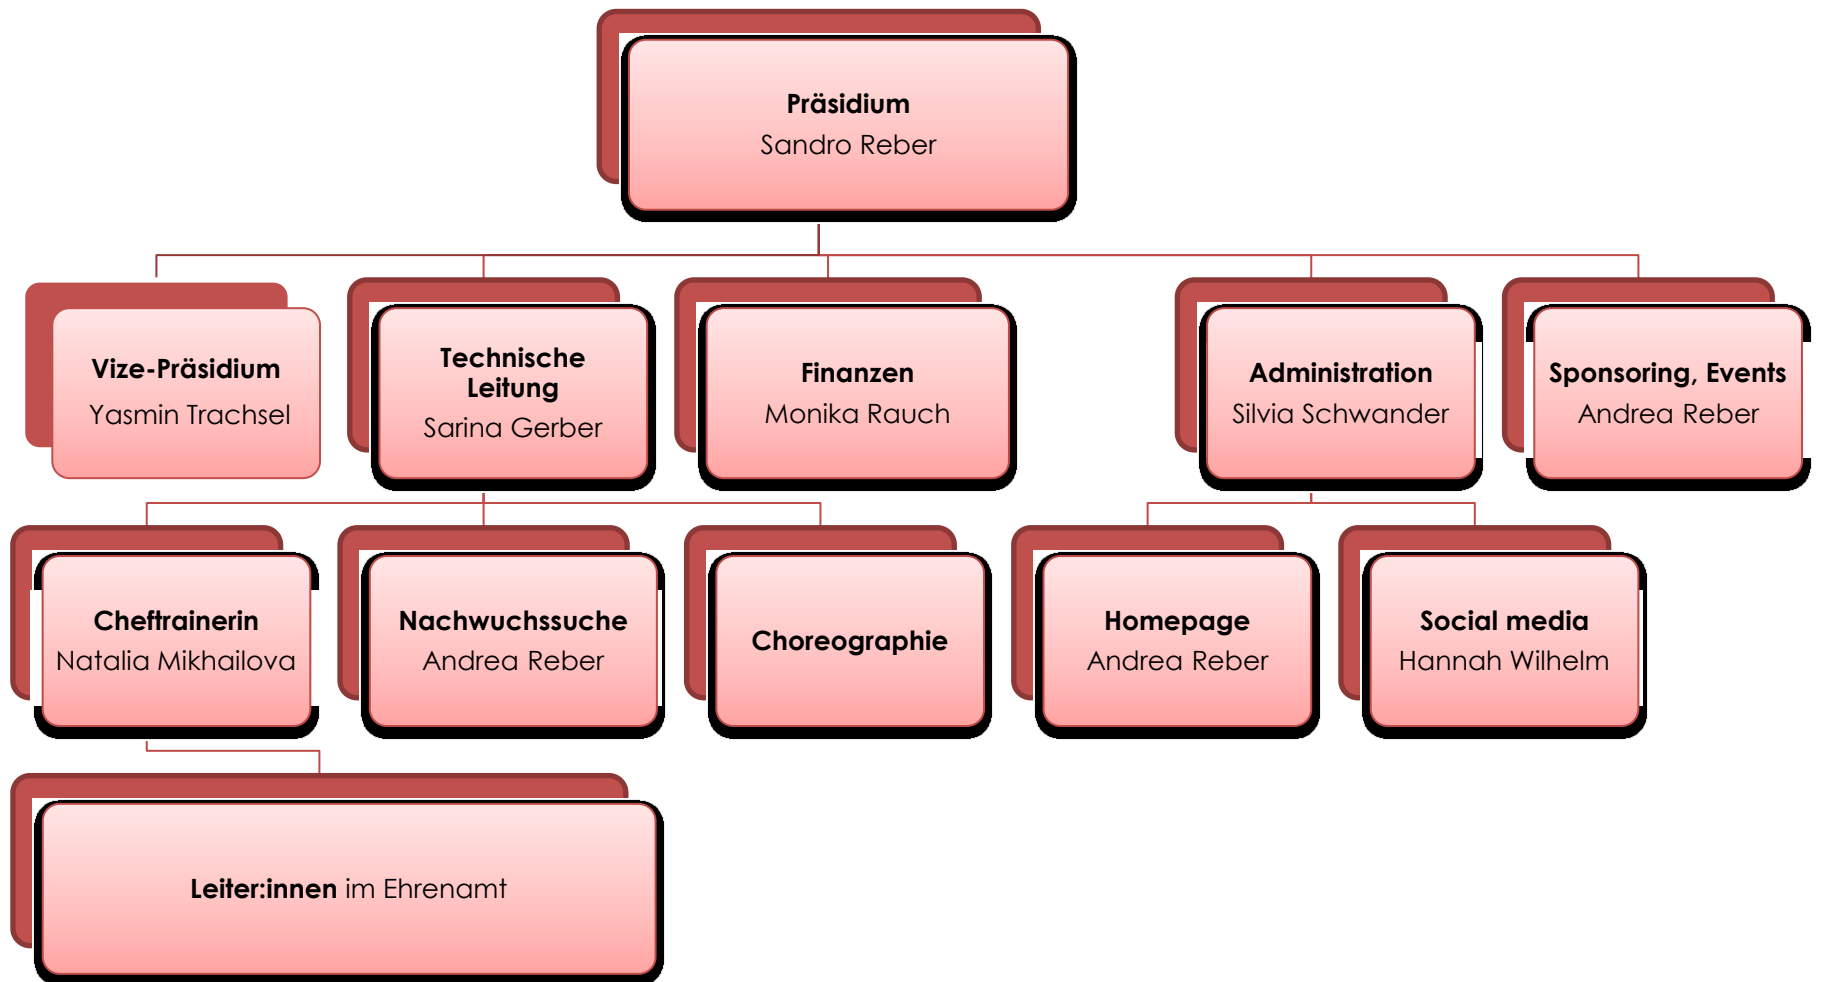 Präsidium
Sandro Reber
Vize-Präsidium
Yasmin Trachsel
Technische
Leitung
Sarina Gerber
Finanzen
Monika Rauch
Administration
Silvia Schwander
Sponsoring, Events
Andrea Reber
Cheftrainerin
Natalia Mikhailova
Nachwuchssuche
Andrea Reber
Choreographie
Homepage
Andrea Reber
Social media
Hannah Wilhelm
Leiter:innen im Ehrenamt